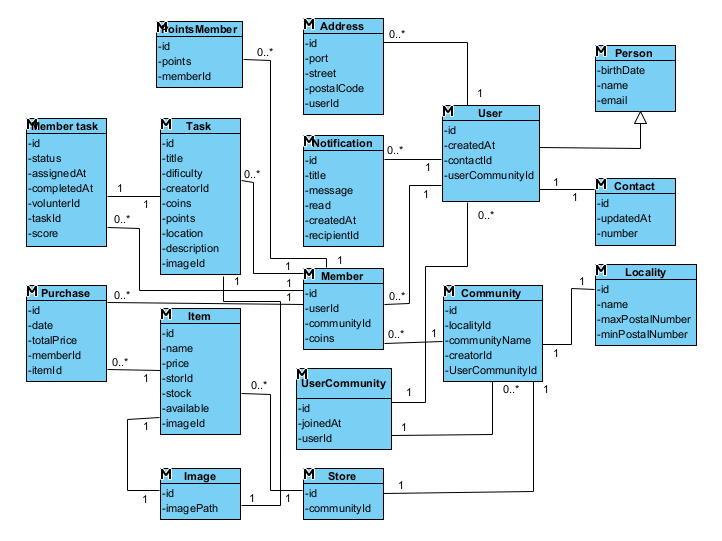 PointsMember
-id
-points
-memberId
0..*
Address
-id
-port
-street
-postalCode
-userId
0..*
1
Person
-birthDate
-name
-email
Member task
-id
-status
-assignedAt
-completedAt
-volunterId
-taskId
-score
1
1
0..*
Task
-id
-title
-dificulty
-creatorId
-coins
-points
-location
-description
-imageId
0..*
1
1
Notification
-id
-title
-message
-read
-createdAt
-recipientId
0..*
1
User
-id
-createdAt
-contactId
-userCommunityId
1
0..*
1
1
Contact
-id
-updatedAt
-number
Purchase
-id
-date
-totalPrice
-memberId
-itemId
0..*
0..*
1
Item
-id
-name
-price
-storId
-stock
-available
-imageId
1
0..*
1
1
1
Member
-id
-userId
-communityId
-coins
0..*
0..*
1
Community
-id
-localityId
-communityName
-creatorId
-UserCommunityId
1
1
0..*
1
Locality
-id
-name
-maxPostalNumber
-minPostalNumber
UserCommunity
-id
-joinedAt
-userId
1
1
Image
-id
-imagePath
1
1
1
Store
-id
-communityId
1